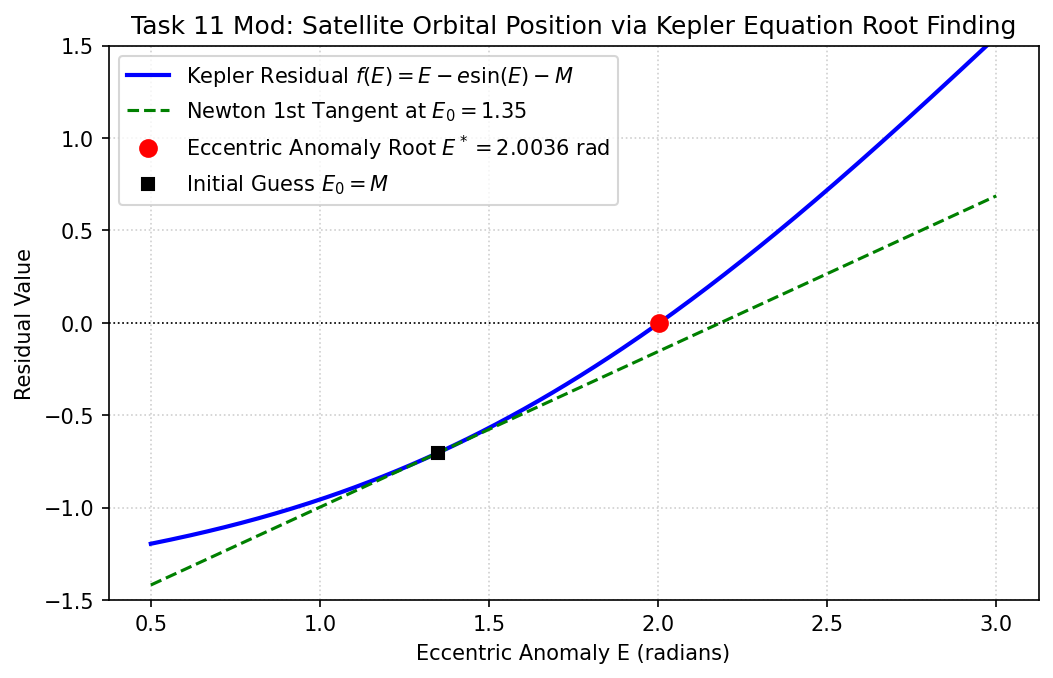 Task 11 Mod: Satellite Orbital Position via Kepler Equation Root Finding
Kepler Residual f(E) = E − e sin(E) − M
Newton 1st Tangent at E₀ = 1.35
Eccentric Anomaly Root E* = 2.0036 rad
Initial Guess E₀ = M
Residual Value
1.5
1.0
0.5
0.0
−0.5
−1.0
−1.5
0.5 1.0 1.5 2.0 2.5 3.0
Eccentric Anomaly E (radians)